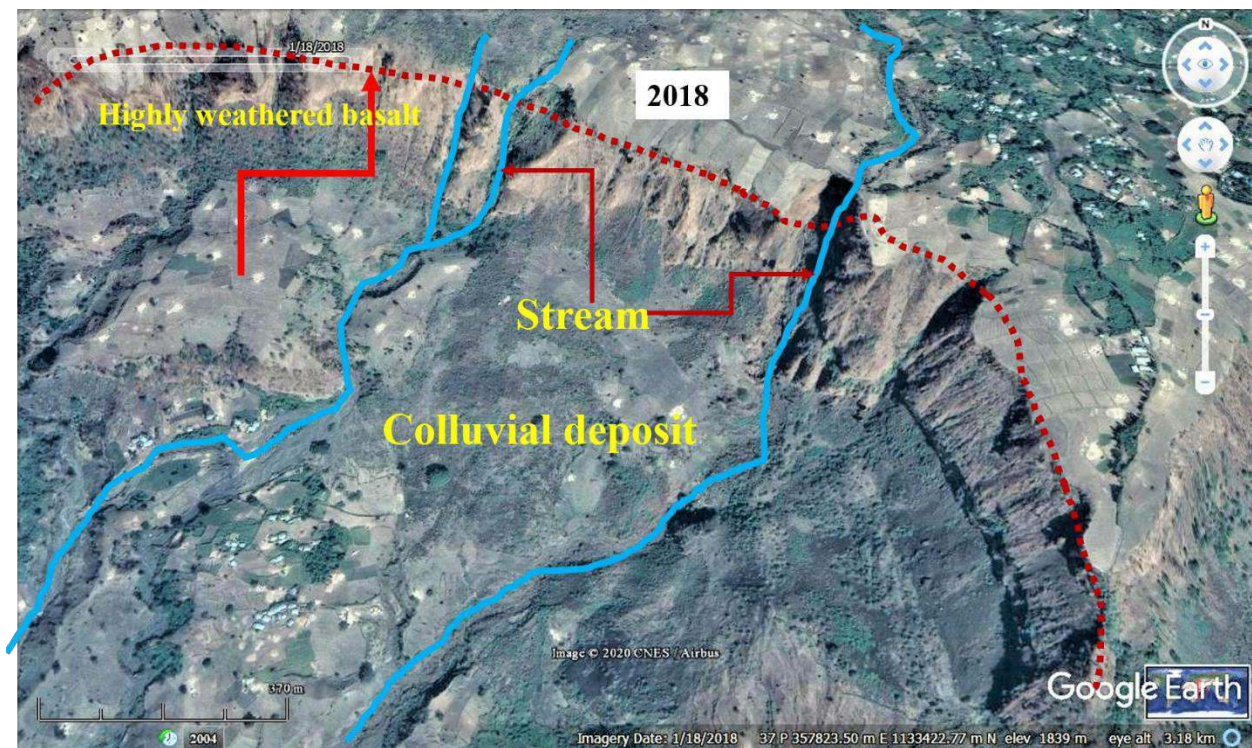 N
1/18/2018
2018
Highly weathered basalt
Stream
Colluvial deposit
Image © 2020 CNES / Airbus
370 m
Google Earth
2004
Imagery Date: 1/18/2018 37 P 357823.50 m E 1133422.77 m N elev 1839 m eye alt 3.18 km